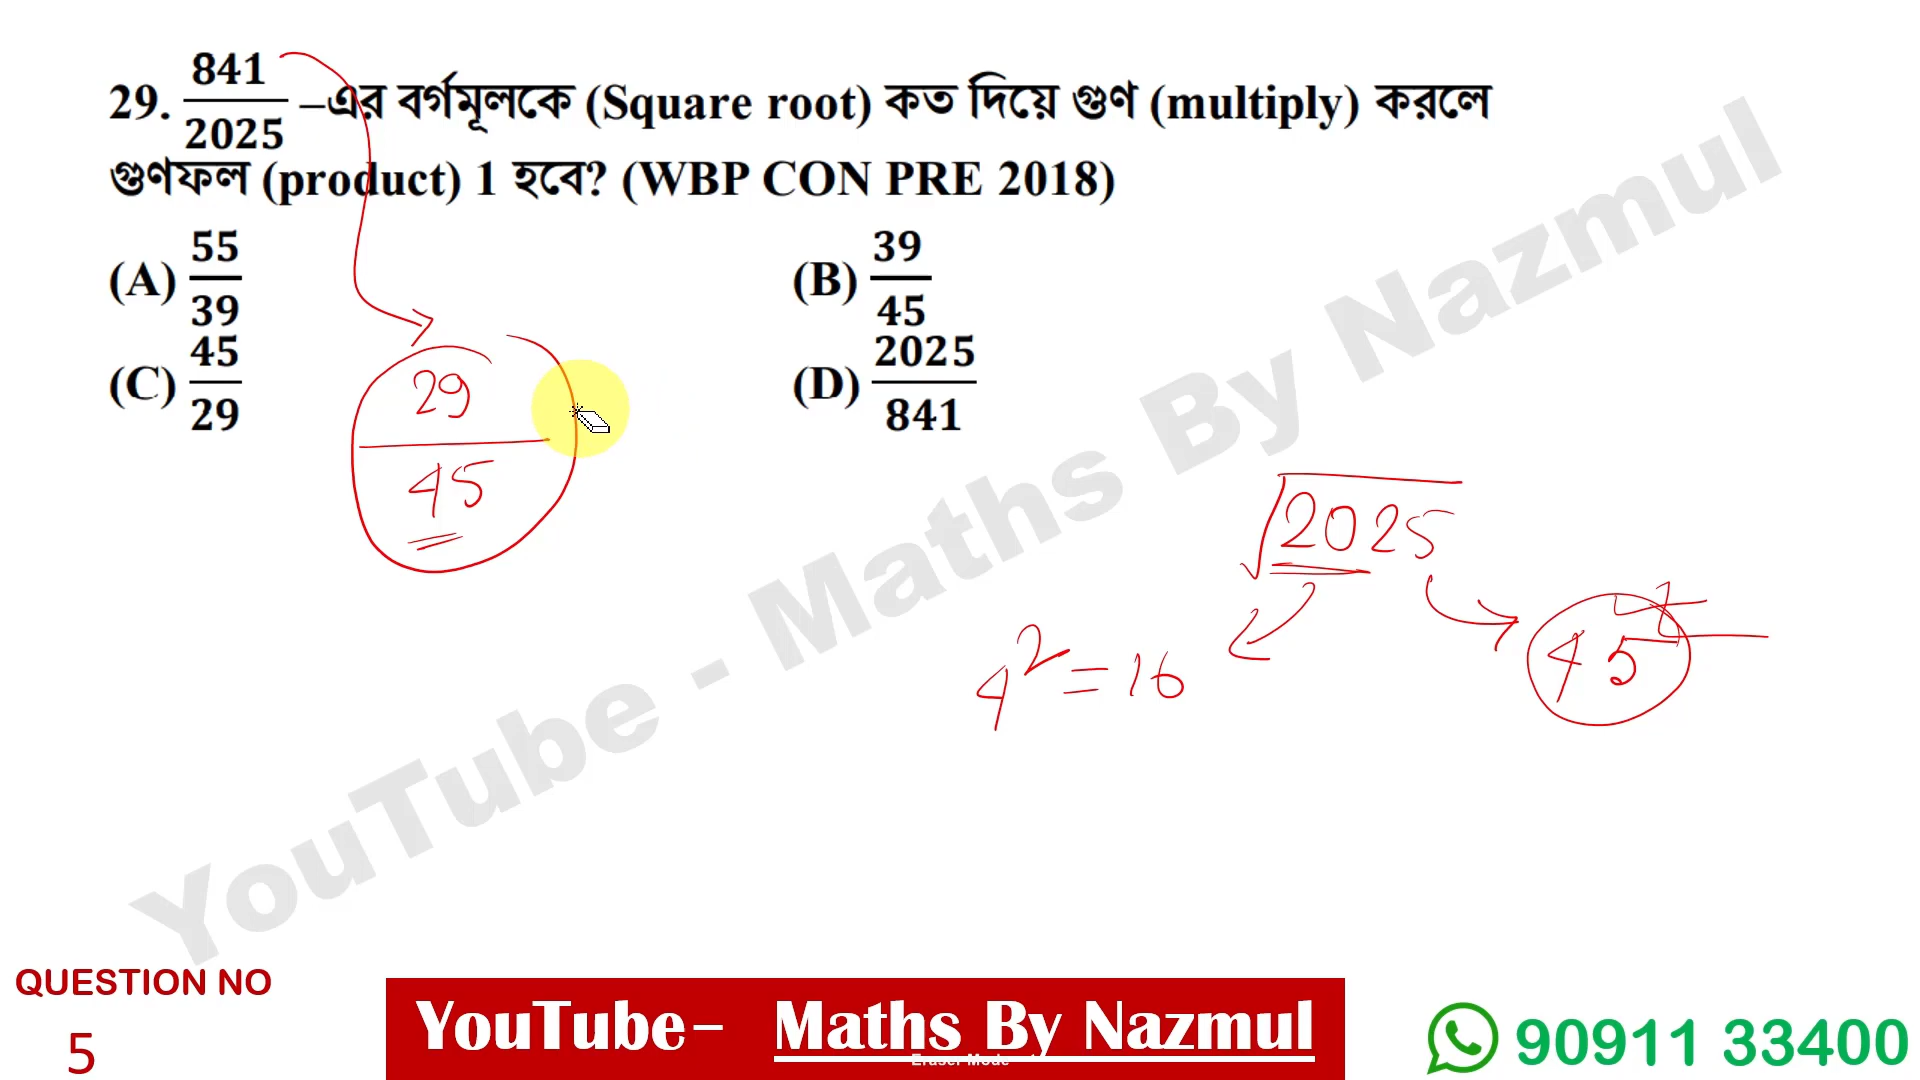 29. 841/2025 –এর বর্গমূলকে (Square root) কত দিয়ে গুণ (multiply) করলে
গুণফল (product) 1 হবে? (WBP CON PRE 2018)
(A) 55/39 (B) 39/45
(C) 45/29 (D) 2025/841
29/45
√2025
4² = 16
45
YouTube - Maths By Nazmul
QUESTION NO
5
YouTube– Maths By Nazmul
Eraser Mode
90911 33400